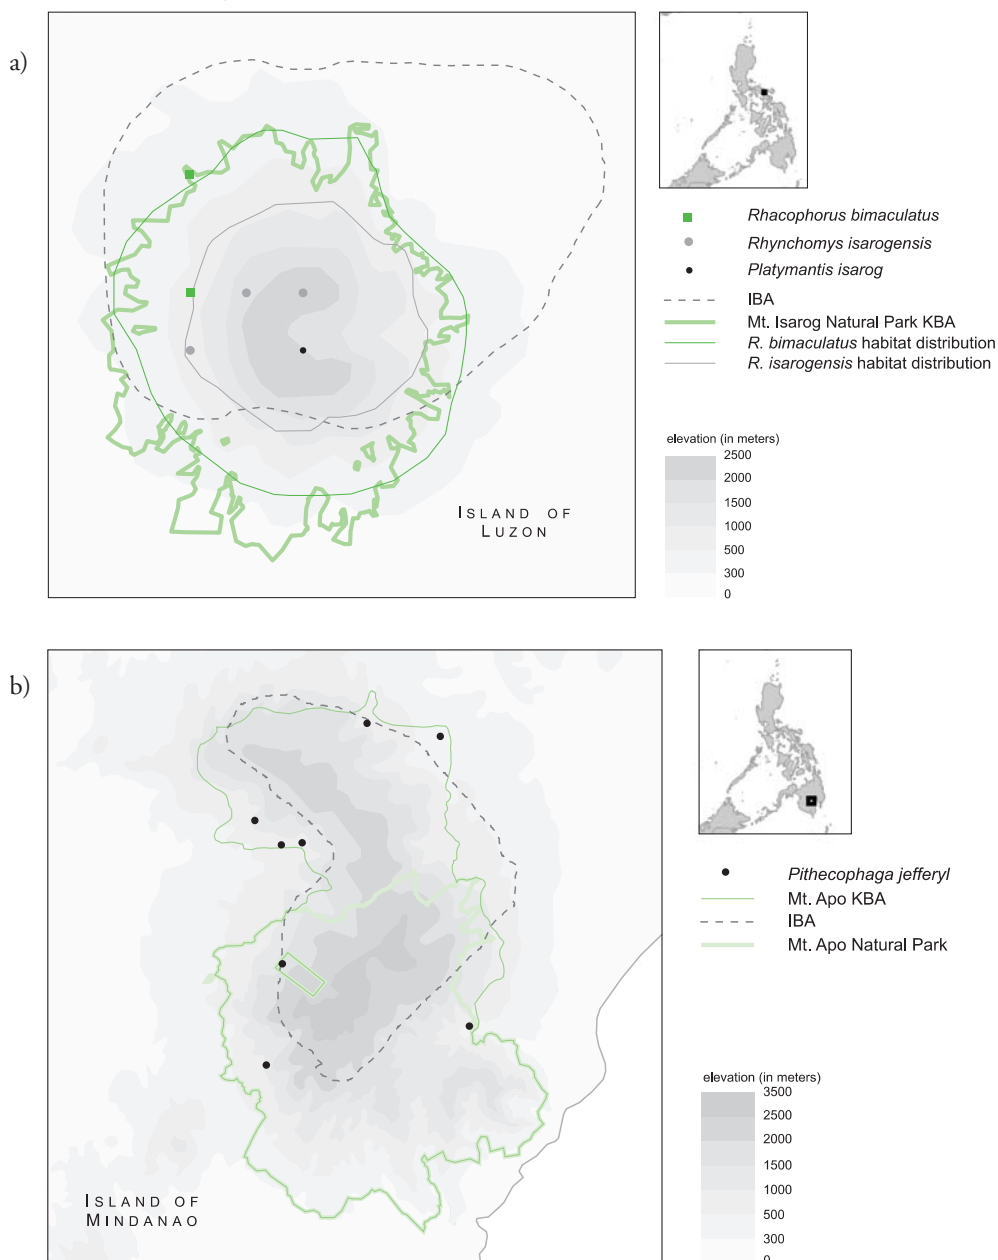 a)
Rhacophorus bimaculatus
Rhynchomys isarogensis
Platymantis isarog
IBA
Mt. Isarog Natural Park KBA
R. bimaculatus habitat distribution
R. isarogensis habitat distribution
elevation (in meters)
2500
2000
1500
1000
500
300
0
ISLAND OF
LUZON
b)
Pithecophaga jefferyl
Mt. Apo KBA
IBA
Mt. Apo Natural Park
elevation (in meters)
3500
2500
2000
1500
1000
500
300
0
ISLAND OF
MINDANAO